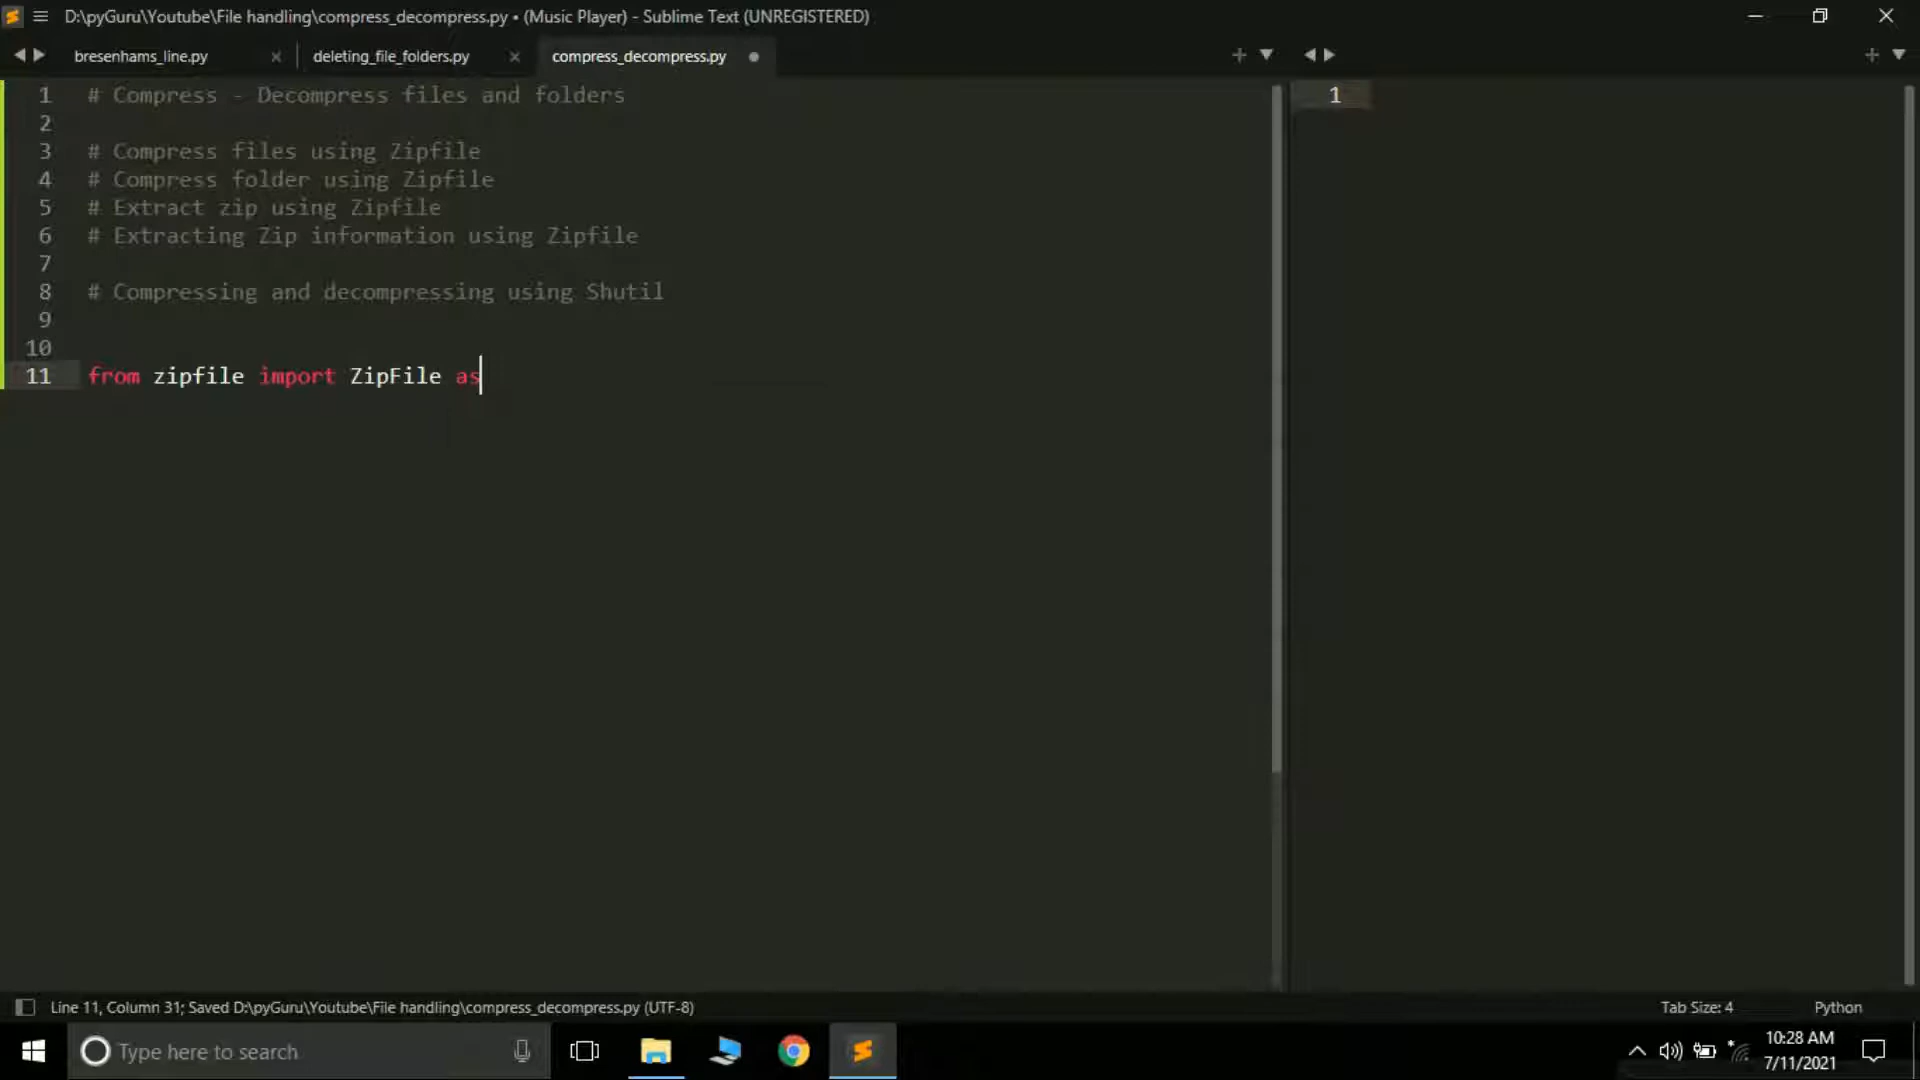 D:\pyGuru\Youtube\File handling\compress_decompress.py • (Music Player) - Sublime Text (UNREGISTERED)
bresenhams_line.py
deleting_file_folders.py
compress_decompress.py
1 # Compress - Decompress files and folders
2
3 # Compress files using Zipfile
4 # Compress folder using Zipfile
5 # Extract zip using Zipfile
6 # Extracting Zip information using Zipfile
7
8 # Compressing and decompressing using Shutil
9
10
11 from zipfile import ZipFile as
1
Line 11, Column 31; Saved D:\pyGuru\Youtube\File handling\compress_decompress.py (UTF-8)
Tab Size: 4
Python
Type here to search
10:28 AM
7/11/2021